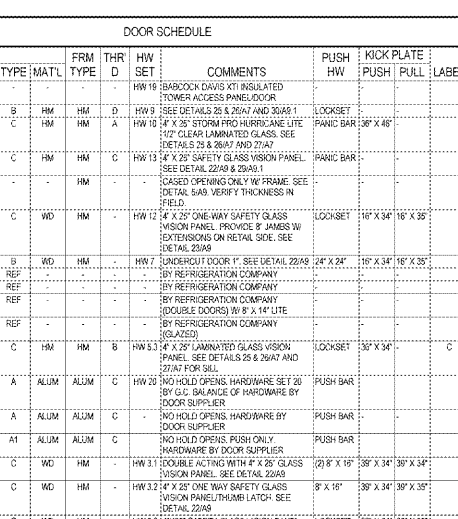 DOOR SCHEDULE
FRM THR' HW PUSH KICK PLATE
TYPE MAT'L TYPE D SET COMMENTS HW PUSH PULL LABE
- - - - HW 19 BABCOCK DAVIS XTI INSULATED - - -
TOWER ACCESS PANEL/DOOR
B HM HM D HW 9 SEE DETAILS 25 & 26/A7 AND 30/A9.1 LOCKSET - -
C HM HM A HW 10 4" X 25" STORM PRO HURRICANE LITE PANIC BAR 36" X 46" -
1/2" CLEAR LAMINATED GLASS. SEE
DETAILS 26 & 26/A7 AND 27/A7
C HM HM C HW 13 4" X 25" SAFETY GLASS VISION PANEL. PANIC BAR - -
SEE DETAIL 22/A9 & 29/A9.1
- - HM - - CASED OPENING ONLY W/ FRAME. SEE - - -
DETAIL 5/A9. VERIFY THICKNESS IN
FIELD.
C WD HM - HW 12 4" X 25" ONE-WAY SAFETY GLASS LOCKSET 16" X 34" 16" X 35"
VISION PANEL. PROVIDE 8" JAMBS W/
EXTENSIONS ON RETAIL SIDE. SEE
DETAIL 23/A9
B WD HM - HW 7 UNDERCUT DOOR 1". SEE DETAIL 22/A9 24" X 24" 16" X 34" 16" X 35"
REF - - - - BY REFRIGERATION COMPANY - - -
REF - - - - BY REFRIGERATION COMPANY - - -
REF - - - - BY REFRIGERATION COMPANY - - -
(DOUBLE DOORS) W/ 8" X 14" LITE
REF - - - - BY REFRIGERATION COMPANY - - -
(GLAZED)
C HM HM B HW 5.3 4" X 25" LAMINATED GLASS VISION LOCKSET 36" X 34" - C
PANEL. SEE DETAILS 25 & 26/A7 AND
27/A7 FOR SILL
A ALUM ALUM C HW 20 NO HOLD OPENS. HARDWARE SET 20 PUSH BAR
BY G.C. BALANCE OF HARDWARE BY
DOOR SUPPLIER
A ALUM ALUM C - NO HOLD OPENS. HARDWARE BY PUSH BAR - -
DOOR SUPPLIER
A1 ALUM ALUM C NO HOLD OPENS. PUSH ONLY. PUSH BAR
HARDWARE BY DOOR SUPPLIER
C WD HM - HW 3.1 DOUBLE ACTING WITH 4" X 25" GLASS (2) 8" X 16" 39" X 34" 39" X 34"
VISION PANEL. SEE DETAIL 22/A9
C WD HM - HW 3.2 4" X 25" ONE WAY SAFETY GLASS 8" X 16" 39" X 34" 39" X 35"
VISION PANEL/THUMB LATCH. SEE
DETAIL 22/A9